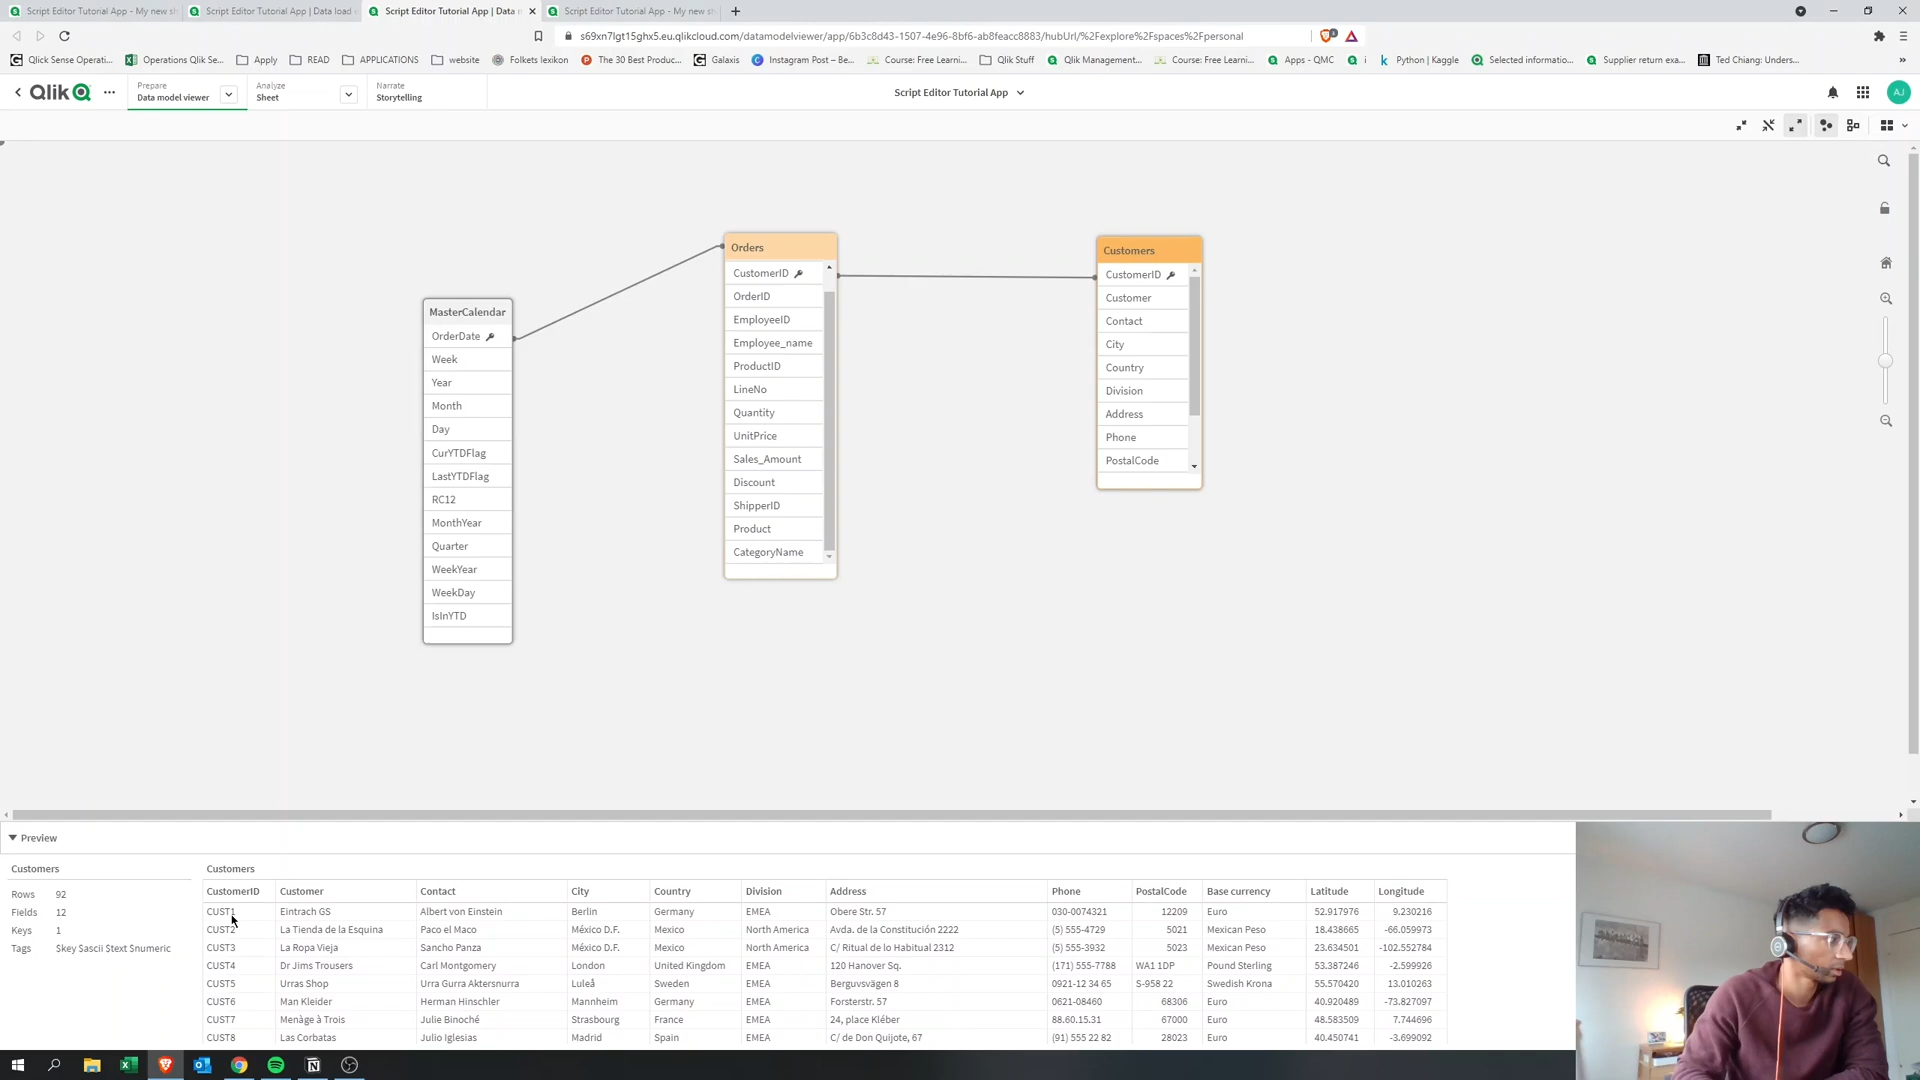 Script Editor Tutorial App - My new s
Script Editor Tutorial App | Data load
Script Editor Tutorial App | Data
Script Editor Tutorial App - My new s
s69xn7lgt15ghx5.eu.qlikcloud.com/datamodelviewer/app/6b3c8d43-1507-4e96-8bf6-ab8feacc8883/hubUrl/%2Fexplore%2Fspaces%2Fpersonal
Qlick Sense Operati...
Operations Qlik Se...
Apply
READ
APPLICATIONS
website
Folkets lexikon
The 30 Best Produc...
Galaxis
Instagram Post – Be...
Course: Free Learni...
Qlik Stuff
Qlik Management...
Course: Free Learni...
Apps - QMC
i
Python | Kaggle
Selected informatio...
Supplier return exa...
Ted Chiang: Unders...
Qlik
Prepare
Data model viewer
Analyze
Sheet
Narrate
Storytelling
Script Editor Tutorial App
AJ
MasterCalendar
OrderDate
Week
Year
Month
Day
CurYTDFlag
LastYTDFlag
RC12
MonthYear
Quarter
WeekYear
WeekDay
IsInYTD
Orders
CustomerID
OrderID
EmployeeID
Employee_name
ProductID
LineNo
Quantity
UnitPrice
Sales_Amount
Discount
ShipperID
Product
CategoryName
Customers
CustomerID
Customer
Contact
City
Country
Division
Address
Phone
PostalCode
Preview
Customers
Rows 92
Fields 12
Keys 1
Tags $key $ascii $text $numeric
Customers
CustomerID Customer Contact City Country Division Address Phone PostalCode Base currency Latitude Longitude
CUST1 Eintrach GS Albert von Einstein Berlin Germany EMEA Obere Str. 57 030-0074321 12209 Euro 52.917976 9.230216
CUST2 La Tienda de la Esquina Paco el Maco México D.F. Mexico North America Avda. de la Constitución 2222 (5) 555-4729 5021 Mexican Peso 18.438665 -66.059973
CUST3 La Ropa Vieja Sancho Panza México D.F. Mexico North America C/ Ritual de lo Habitual 2312 (5) 555-3932 5023 Mexican Peso 23.634501 -102.552784
CUST4 Dr Jims Trousers Carl Montgomery London United Kingdom EMEA 120 Hanover Sq. (171) 555-7788 WA1 1DP Pound Sterling 53.387246 -2.599926
CUST5 Urras Shop Urra Gurra Aktersnurra Luleå Sweden EMEA Berguvsvägen 8 0921-12 34 65 S-958 22 Swedish Krona 55.570420 13.010263
CUST6 Man Kleider Herman Hinschler Mannheim Germany EMEA Forsterstr. 57 0621-08460 68306 Euro 40.920489 -73.827097
CUST7 Menàge à Trois Julie Binoché Strasbourg France EMEA 24, place Kléber 88.60.15.31 67000 Euro 48.583509 7.744696
CUST8 Las Corbatas Julio Iglesias Madrid Spain EMEA C/ de Don Quijote, 67 (91) 555 22 82 28023 Euro 40.450741 -3.699092